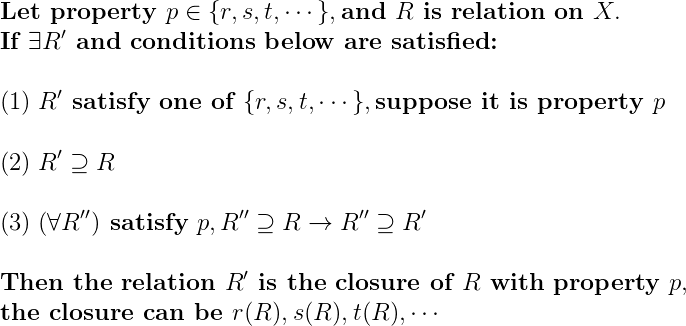 Let property p ∈ {r, s, t, ⋯}, and R is relation on X.
If ∃R′ and conditions below are satisfied:
(1) R′ satisfy one of {r, s, t, ⋯}, suppose it is property p
(2) R′ ⊇ R
(3) (∀R′′) satisfy p, R′′ ⊇ R → R′′ ⊇ R′
Then the relation R′ is the closure of R with property p,
the closure can be r(R), s(R), t(R), ⋯